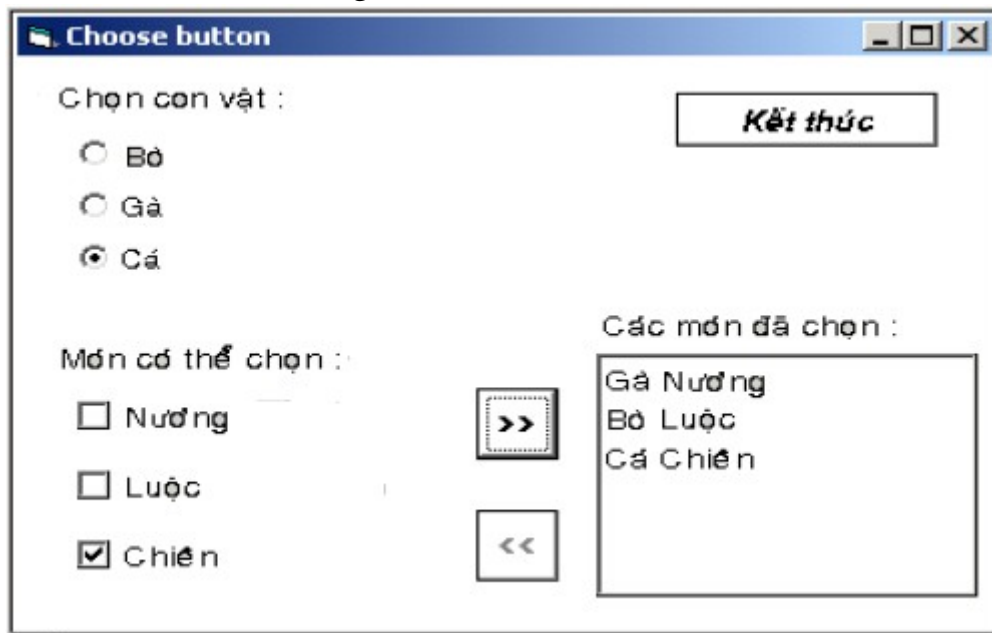 Choose button
Chọn con vật :
Kết thúc
Bò
Gà
Cá
Các món đã chọn :
Món có thể chọn :
Nướng
Luộc
Chiên
>>
<<
Gà Nướng
Bò Luộc
Cá Chiên